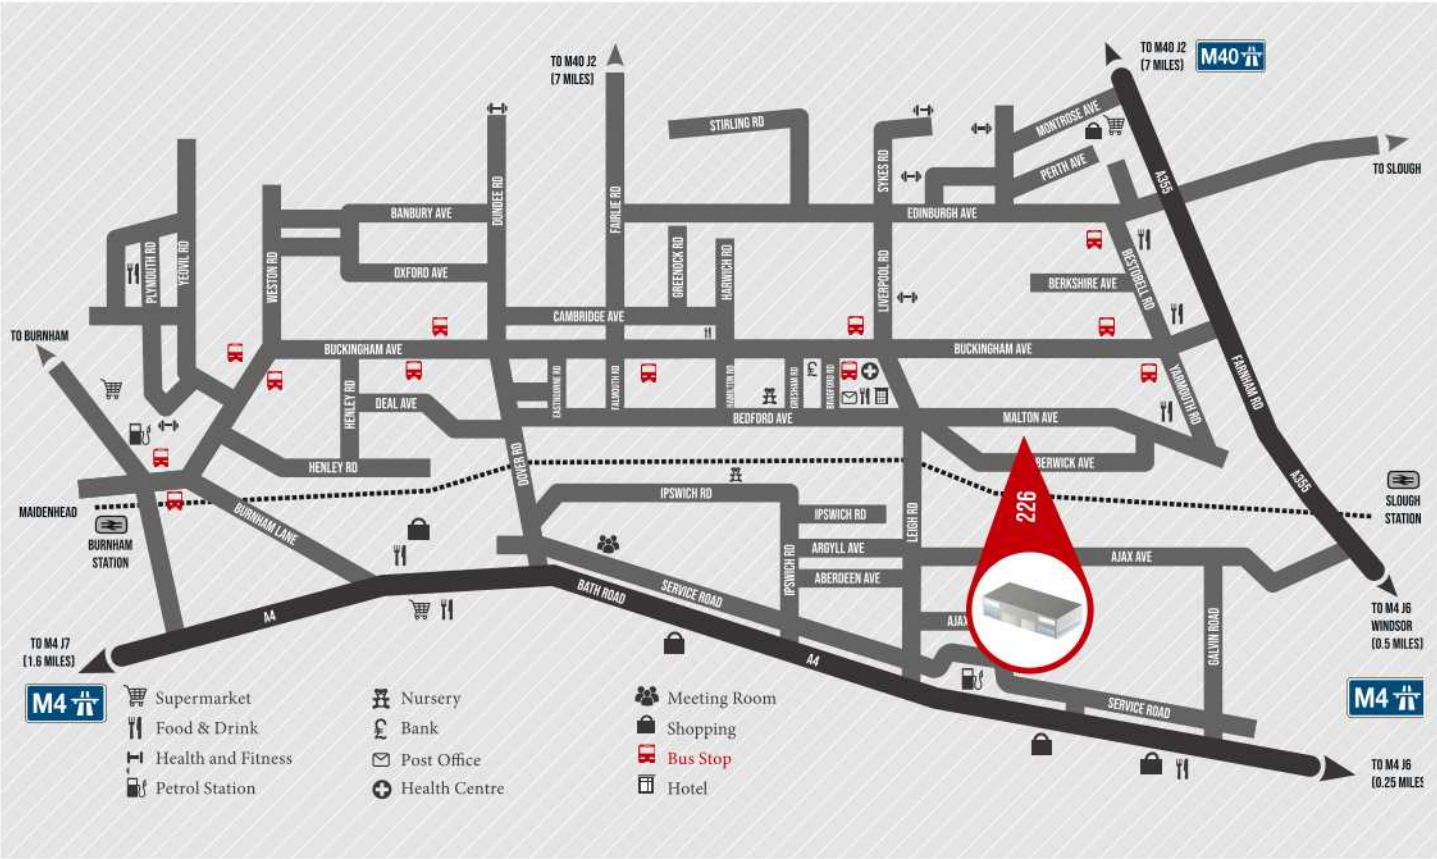 TO M40 J2
(7 MILES)
TO M40 J2
(7 MILES)
M40
STIRLING RD
MONTROSE AVE
PERTH AVE
A355
TO SLOUGH
SYKES RD
DUNDEE RD
FAIRLIE RD
BANBURY AVE
EDINBURGH AVE
PLYMOUTH RD
YEOVIL RD
WESTON RD
OXFORD AVE
GREENOCK RD
HARWICH RD
LIVERPOOL RD
BERKSHIRE AVE
BESTOBELL RD
CAMBRIDGE AVE
TO BURNHAM
BUCKINGHAM AVE
BUCKINGHAM AVE
HENLEY RD
DEAL AVE
EASTBOURNE RD
FALMOUTH RD
HAMILTON RD
GRESHAM RD
£
BRADFORD RD
YARMOUTH RD
FARNHAM RD
BEDFORD AVE
MALTON AVE
DOVER RD
HENLEY RD
BERWICK AVE
A355
MAIDENHEAD
BURNHAM
STATION
BURNHAM LANE
IPSWICH RD
IPSWICH RD
LEIGH RD
226
SLOUGH
STATION
IPSWICH RD
ARGYLL AVE
ABERDEEN AVE
AJAX AVE
BATH ROAD
SERVICE ROAD
A4
A4
AJAX
GALVIN ROAD
TO M4 J6
WINDSOR
(0.5 MILES)
TO M4 J7
(1.6 MILES)
M4
M4
SERVICE ROAD
TO M4 J6
(0.25 MILES
Supermarket
Food & Drink
Health and Fitness
Petrol Station
Nursery
£ Bank
Post Office
Health Centre
Meeting Room
Shopping
Bus Stop
Hotel